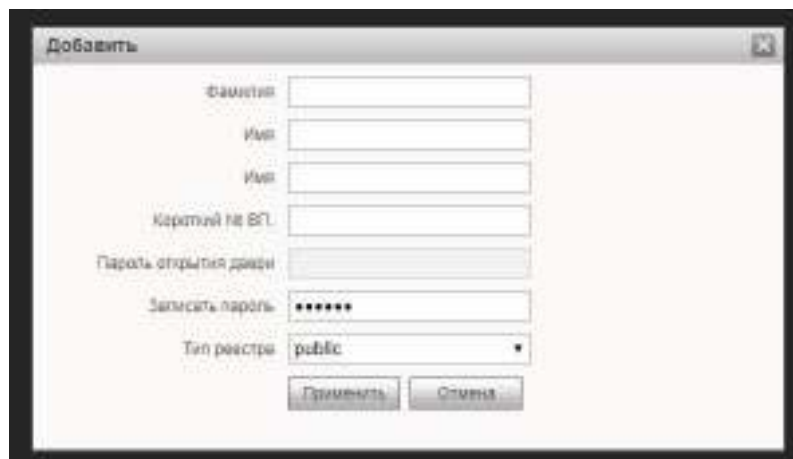 Добавить
Фамилия
Имя
Имя
Короткий № ВП.
Пароль открытия двери
Записать пароль ••••••
Тип реестра public
Применить Отмена